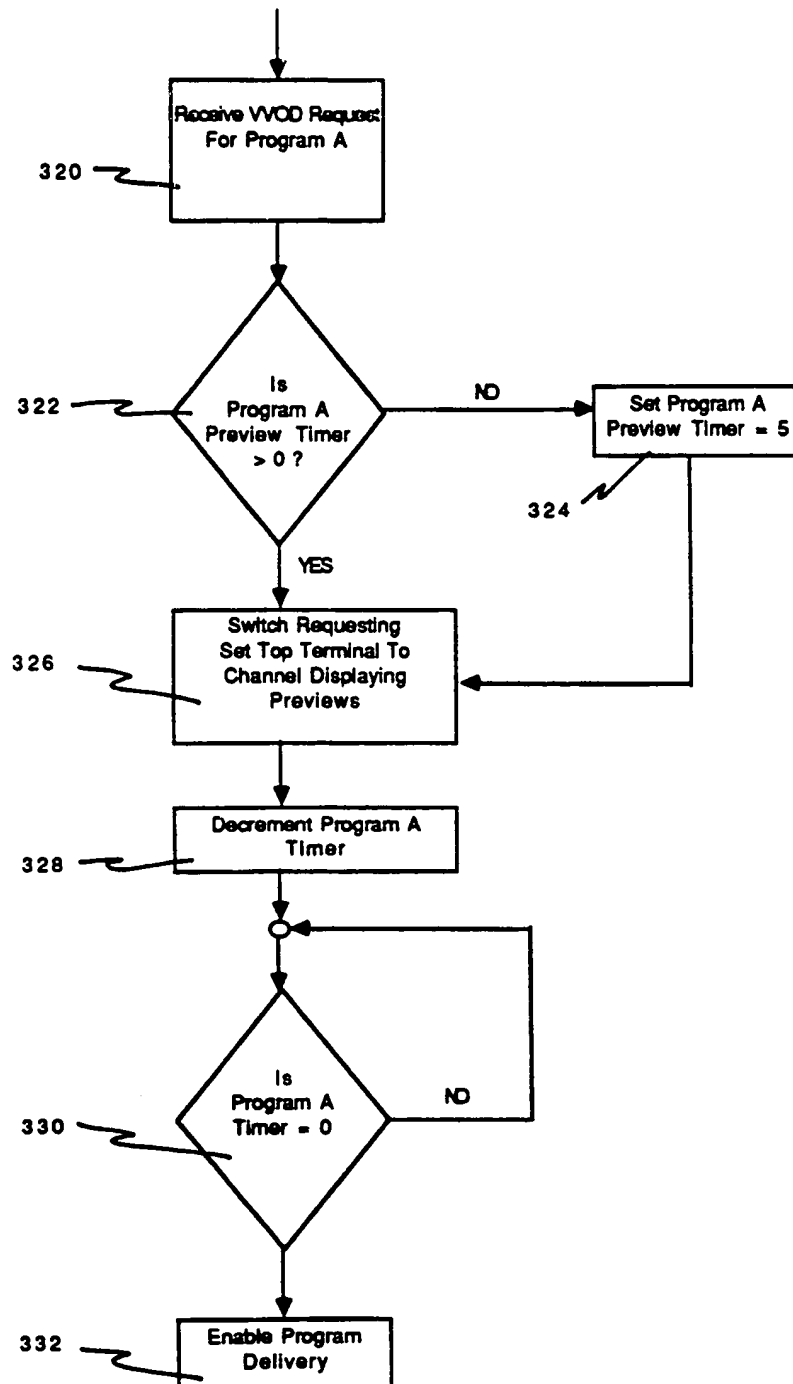 Receive VVOD Request
For Program A
320
Is
Program A
Preview Timer
> 0 ?
322
NO
Set Program A
Preview Timer = 5
324
YES
Switch Requesting
Set Top Terminal To
Channel Displaying
Previews
326
Decrement Program A
Timer
328
Is
Program A
Timer = 0
NO
330
Enable Program
Delivery
332